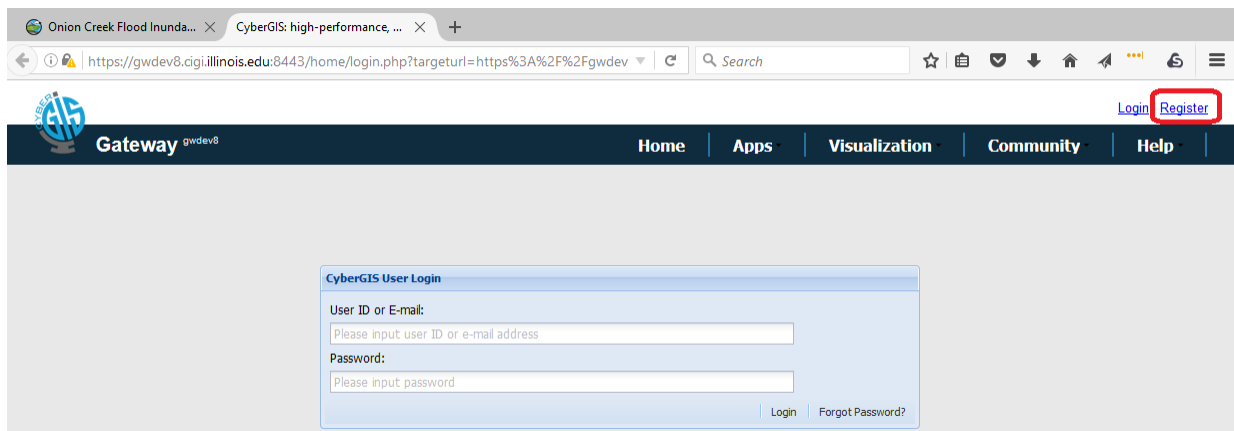 Onion Creek Flood Inunda... CyberGIS: high-performance, ...
https://gwdev8.cigi.illinois.edu:8443/home/login.php?targeturl=https%3A%2F%2Fgwdev Search
CYBER GIS
Login Register
Gateway gwdev8 Home Apps Visualization Community Help
CyberGIS User Login
User ID or E-mail:
Please input user ID or e-mail address
Password:
Please input password
Login Forgot Password?